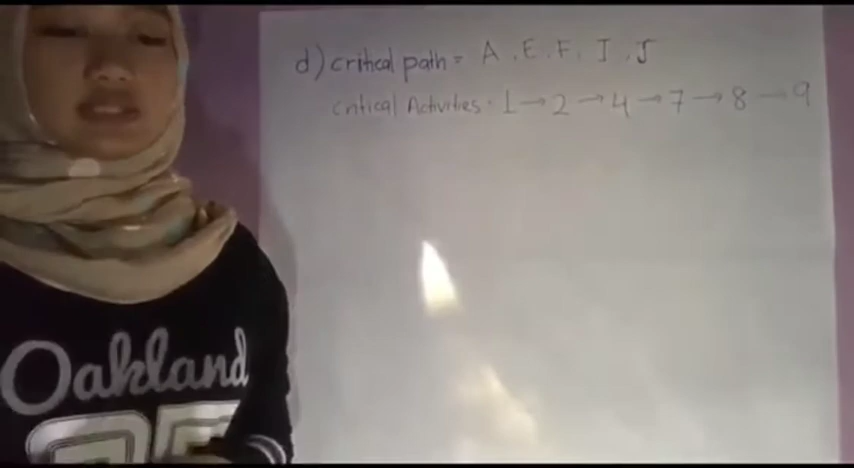 d) critical path = A, E, F, I, J
critical Activities: 1 → 2 → 4 → 7 → 8 → 9
Oakland